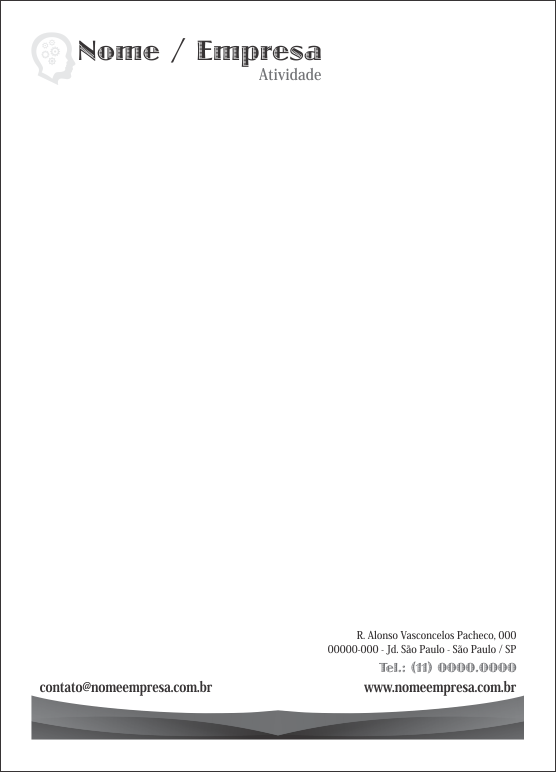 Nome / Empresa
Atividade
R. Alonso Vasconcelos Pacheco, 000
00000-000 - Jd. São Paulo - São Paulo / SP
Tel.: (11) 0000.0000
contato@nomeempresa.com.br
www.nomeempresa.com.br